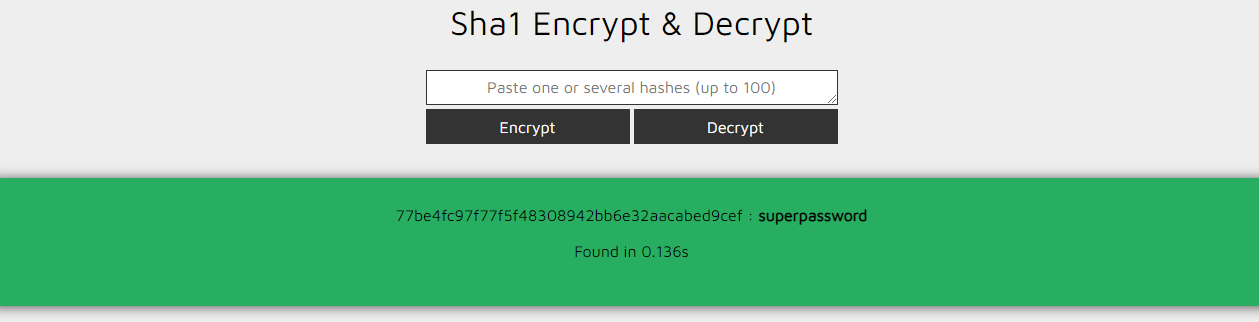 Sha1 Encrypt & Decrypt
Paste one or several hashes (up to 100)
Encrypt Decrypt
77be4fc97f77f5f48308942bb6e32aacabed9cef : superpassword
Found in 0.136s